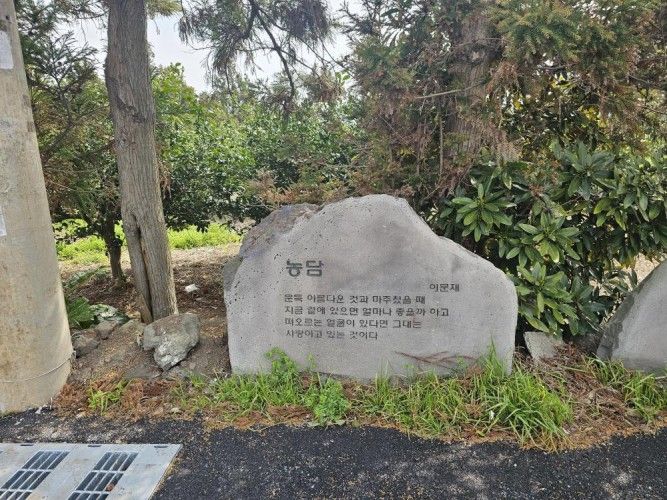 농담
이문재
문득 아름다운 것과 마주쳤을 때
지금 곁에 있으면 얼마나 좋을까 하고
떠오르는 얼굴이 있다면 그대는
사랑하고 있는 것이다